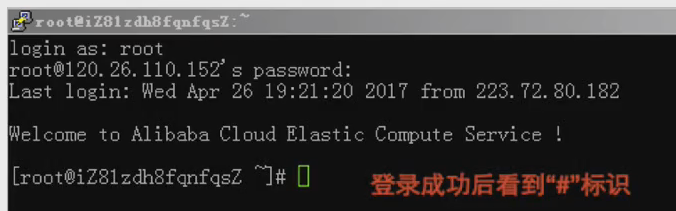 root@iZ81zdh8fqnfqsZ:~
login as: root
root@120.26.110.152's password:
Last login: Wed Apr 26 19:21:20 2017 from 223.72.80.182
Welcome to Alibaba Cloud Elastic Compute Service !
[root@iZ81zdh8fqnfqsZ ~]#
登录成功后看到“#”标识